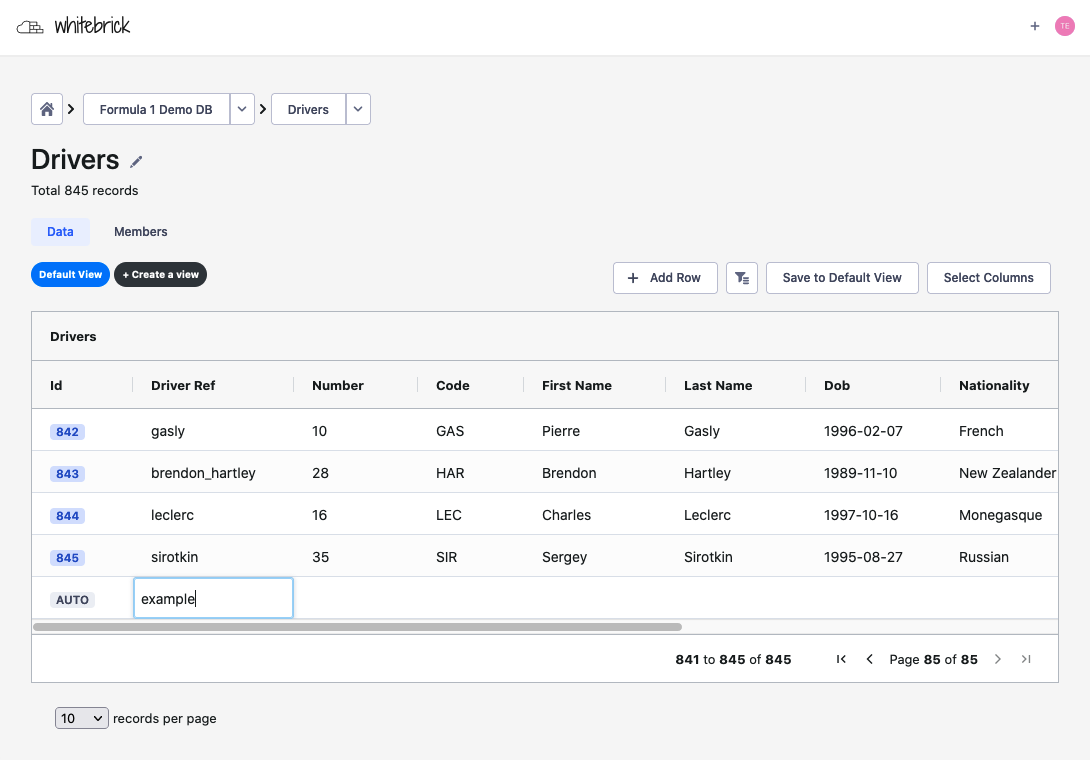 whitebrick
+ TE
Formula 1 Demo DB
Drivers
Drivers
Total 845 records
Data Members
Default View + Create a view
+ Add Row Save to Default View Select Columns
Drivers
Id Driver Ref Number Code First Name Last Name Dob Nationality
842 gasly 10 GAS Pierre Gasly 1996-02-07 French
843 brendon_hartley 28 HAR Brendon Hartley 1989-11-10 New Zealander
844 leclerc 16 LEC Charles Leclerc 1997-10-16 Monegasque
845 sirotkin 35 SIR Sergey Sirotkin 1995-08-27 Russian
AUTO example
841 to 845 of 845 Page 85 of 85
10 records per page